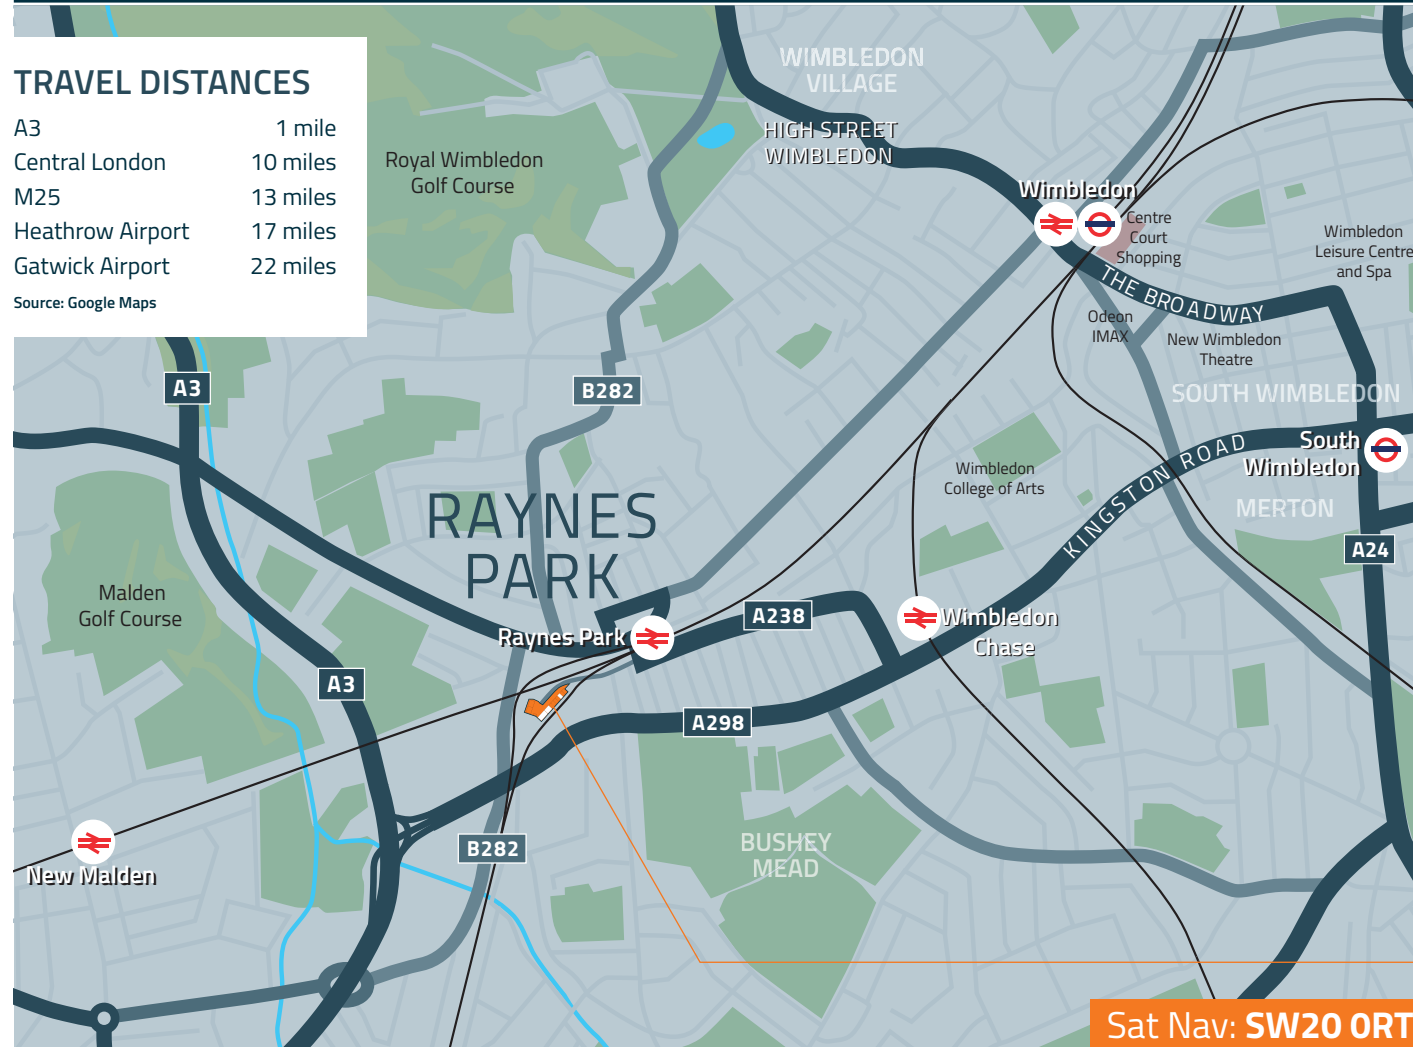 TRAVEL DISTANCES
A3 1 mile
Central London 10 miles
M25 13 miles
Heathrow Airport 17 miles
Gatwick Airport 22 miles
Source: Google Maps
WIMBLEDON
VILLAGE
HIGH STREET
WIMBLEDON
Royal Wimbledon
Golf Course
Wimbledon
Centre
Court
Shopping
Wimbledon
Leisure Centre
and Spa
THE BROADWAY
Odeon
IMAX
New Wimbledon
Theatre
A3
B282
SOUTH WIMBLEDON
South
Wimbledon
KINGSTON ROAD
Wimbledon
College of Arts
MERTON
RAYNES
PARK
A24
Malden
Golf Course
A238
Raynes Park
Wimbledon
Chase
A3
A298
B282
BUSHEY
MEAD
New Malden
Sat Nav: SW20 0RT